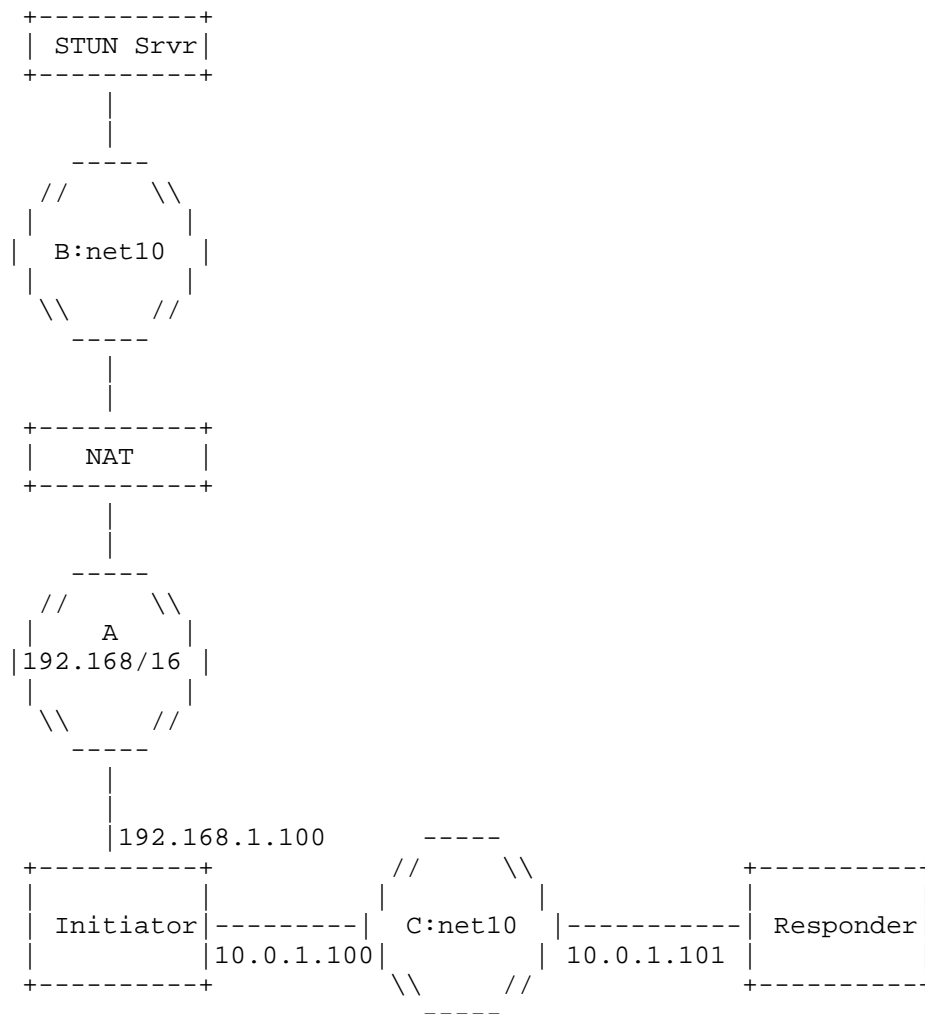 STUN Srvr
B:net10
NAT
A
192.168/16
192.168.1.100
Initiator
C:net10
Responder
10.0.1.100
10.0.1.101